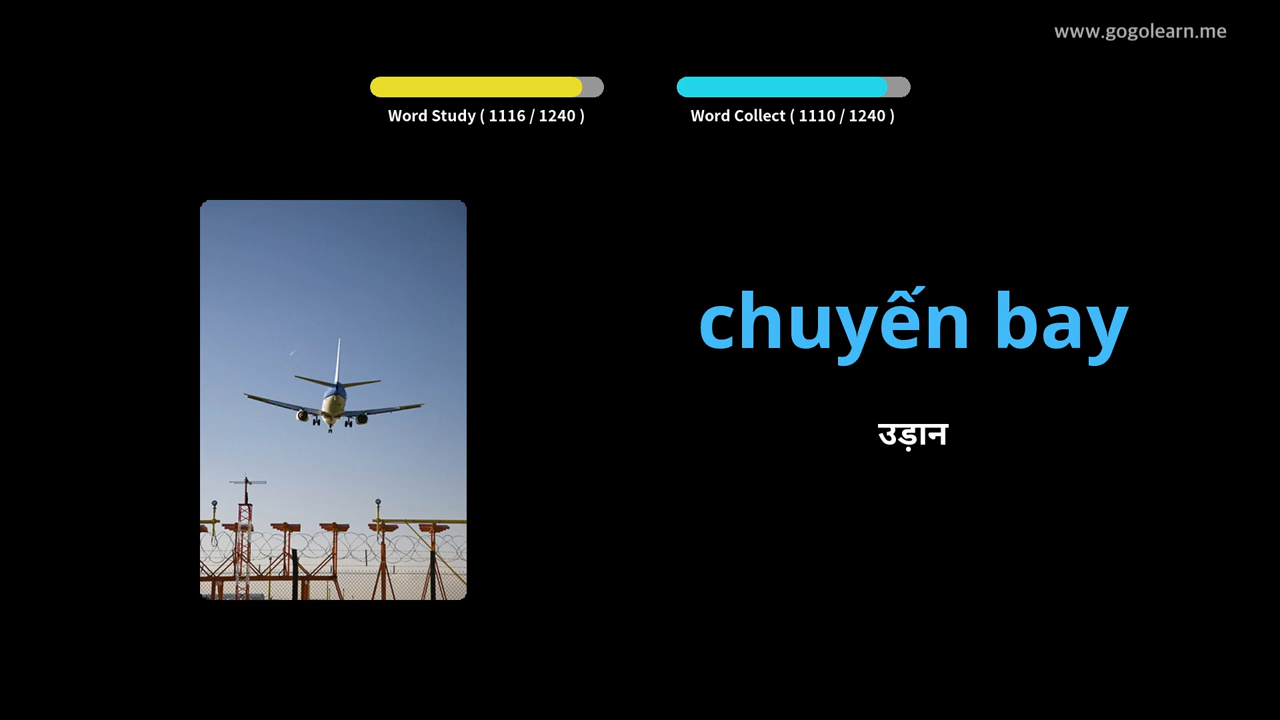 www.gogolearn.me
Word Study ( 1116 / 1240 )
Word Collect ( 1110 / 1240 )
chuyến bay
उड़ान